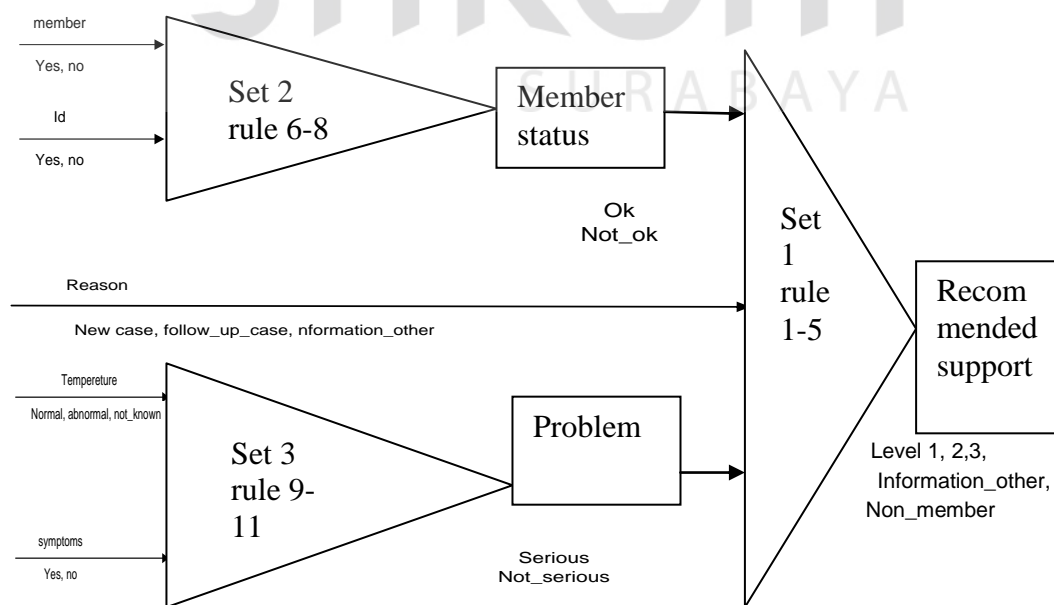 member
Yes, no
Id
Yes, no
Set 2
rule 6-8
Member
status
SURABAYA
Ok
Not_ok
Reason
New case, follow_up_case, nformation_other
Set
1
rule
1-5
Recom
mended
support
Level 1, 2,3,
Information_other,
Non_member
Tempereture
Normal, abnormal, not_known
symptoms
Yes, no
Set 3
rule 9-
11
Problem
Serious
Not_serious